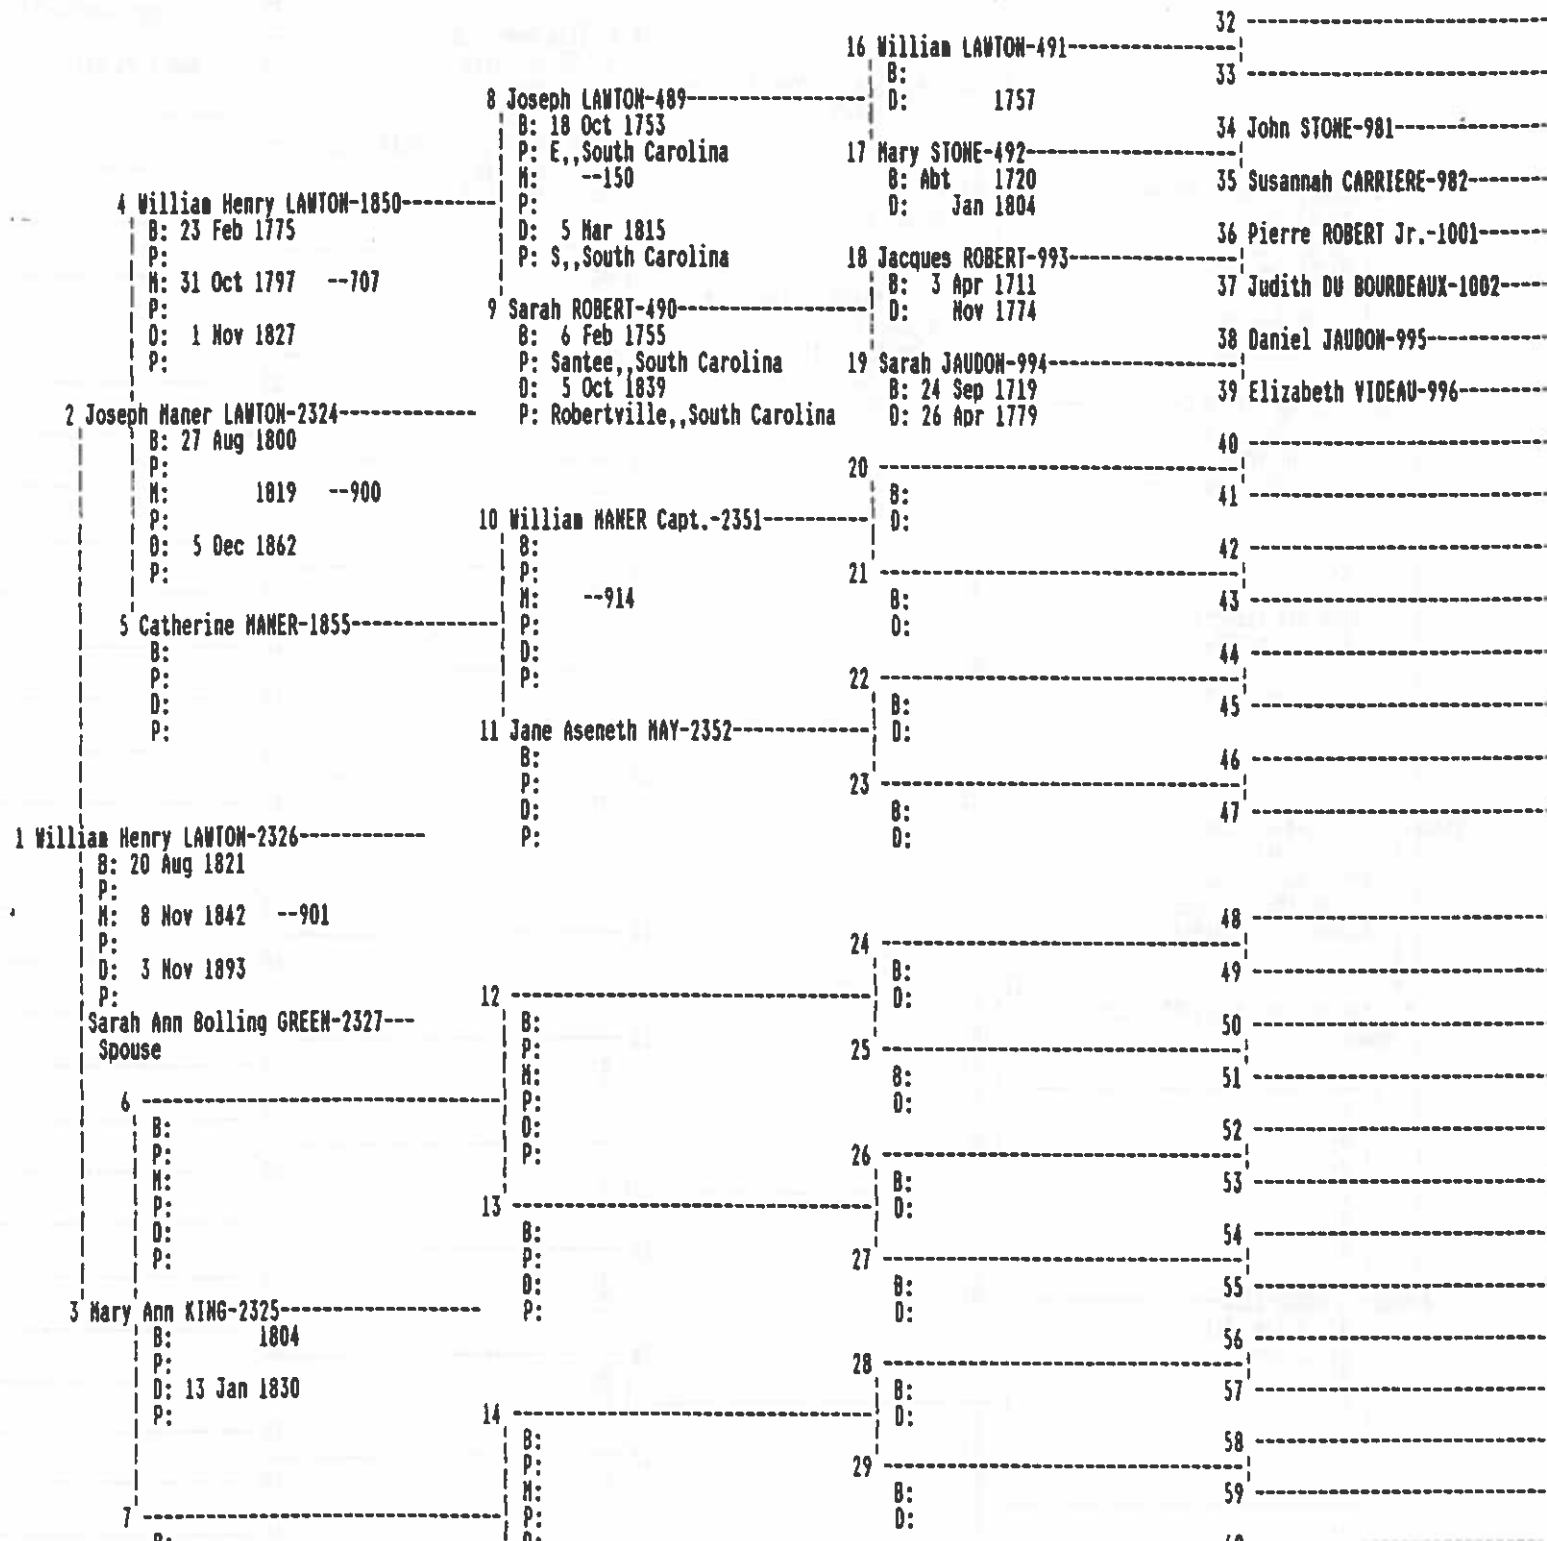 32
16 William LAWTON-491
B:
33
D: 1757
8 Joseph LAWTON-489
B: 18 Oct 1753
34 John STONE-981
P: E,,South Carolina
17 Mary STONE-492
M: --150
B: Abt 1720
35 Susannah CARRIERE-982
4 William Henry LAWTON-1850
P:
D: Jan 1804
B: 23 Feb 1775
D: 5 Mar 1815
36 Pierre ROBERT Jr.-1001
P:
P: S,,South Carolina
18 Jacques ROBERT-993
M: 31 Oct 1797 --707
B: 3 Apr 1711
37 Judith DU BOURDEAUX-1002
P:
9 Sarah ROBERT-490
D: Nov 1774
D: 1 Nov 1827
B: 6 Feb 1755
38 Daniel JAUDON-995
P:
P: Santee,,South Carolina
19 Sarah JAUDON-994
D: 5 Oct 1839
B: 24 Sep 1719
39 Elizabeth VIDEAU-996
2 Joseph Maner LAWTON-2324
P: Robertville,,South Carolina
D: 26 Apr 1779
B: 27 Aug 1800
40
P:
20
M: 1819 --900
B:
41
P:
10 William MANER Capt.-2351
D:
D: 5 Dec 1862
B:
42
P:
P:
21
M: --914
B:
43
5 Catherine MANER-1855
P:
D:
B:
D:
44
P:
P:
22
D:
B:
45
P:
11 Jane Aseneth MAY-2352
D:
B:
46
P:
23
D:
B:
47
1 William Henry LAWTON-2326
P:
D:
B: 20 Aug 1821
P:
M: 8 Nov 1842 --901
48
P:
24
D: 3 Nov 1893
B:
49
P:
12
D:
Sarah Ann Bolling GREEN-2327
B:
50
Spouse
P:
25
M:
B:
51
6
P:
D:
B:
D:
52
P:
P:
26
M:
B:
53
P:
13
D:
D:
B:
54
P:
P:
27
D:
B:
55
3 Mary Ann KING-2325
P:
D:
B: 1804
56
P:
28
D: 13 Jan 1830
B:
57
P:
14
D:
B:
58
P:
29
M:
B:
59
7
P:
D: